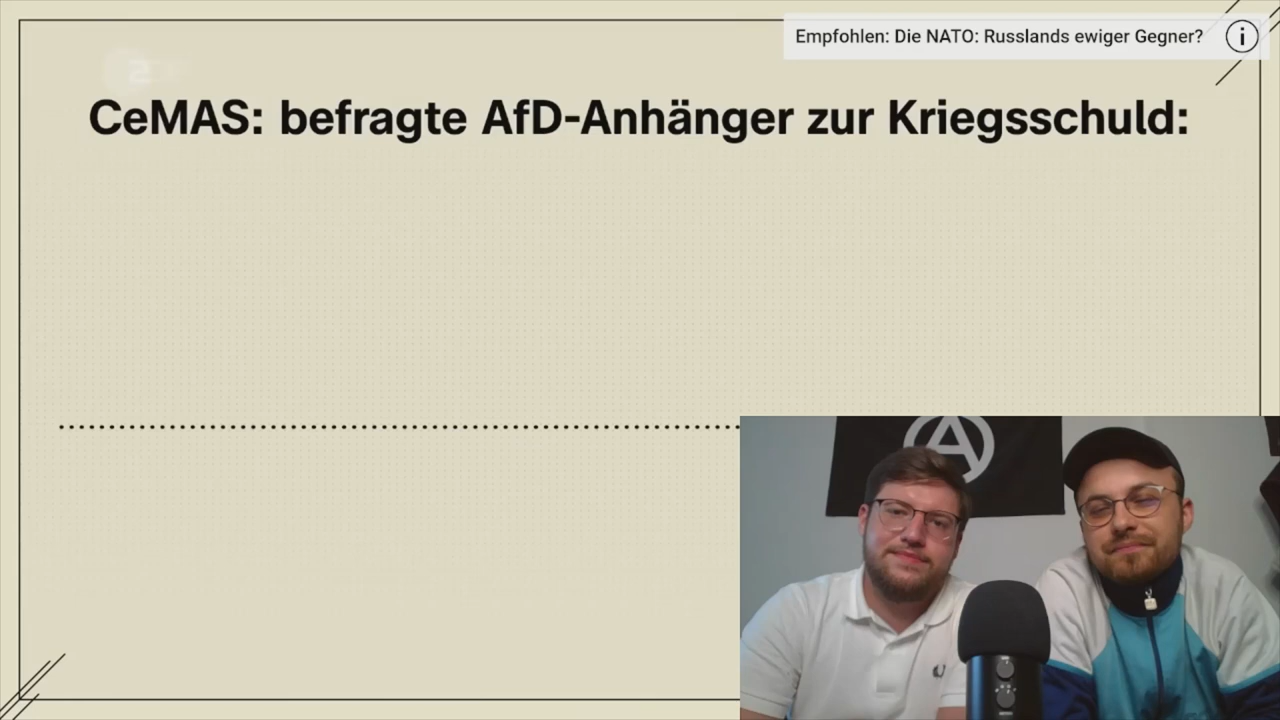 Empfohlen: Die NATO: Russlands ewiger Gegner?
CeMAS: befragte AfD-Anhänger zur Kriegsschuld: